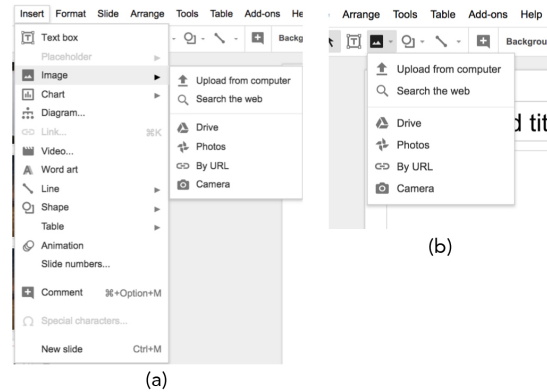 Insert Format Slide Arrange Tools Table Add-ons He
Text box
Backg
Placeholder
Image
Chart
Diagram...
Link... ⌘K
Video...
Word art
Line
Shape
Table
Animation
Slide numbers...
Comment ⌘+Option+M
Special characters...
New slide Ctrl+M
Upload from computer
Search the web
Drive
Photos
By URL
Camera
(a)
Arrange Tools Table Add-ons Help
Backgrou
Upload from computer
Search the web
d tit
Drive
Photos
By URL
Camera
(b)